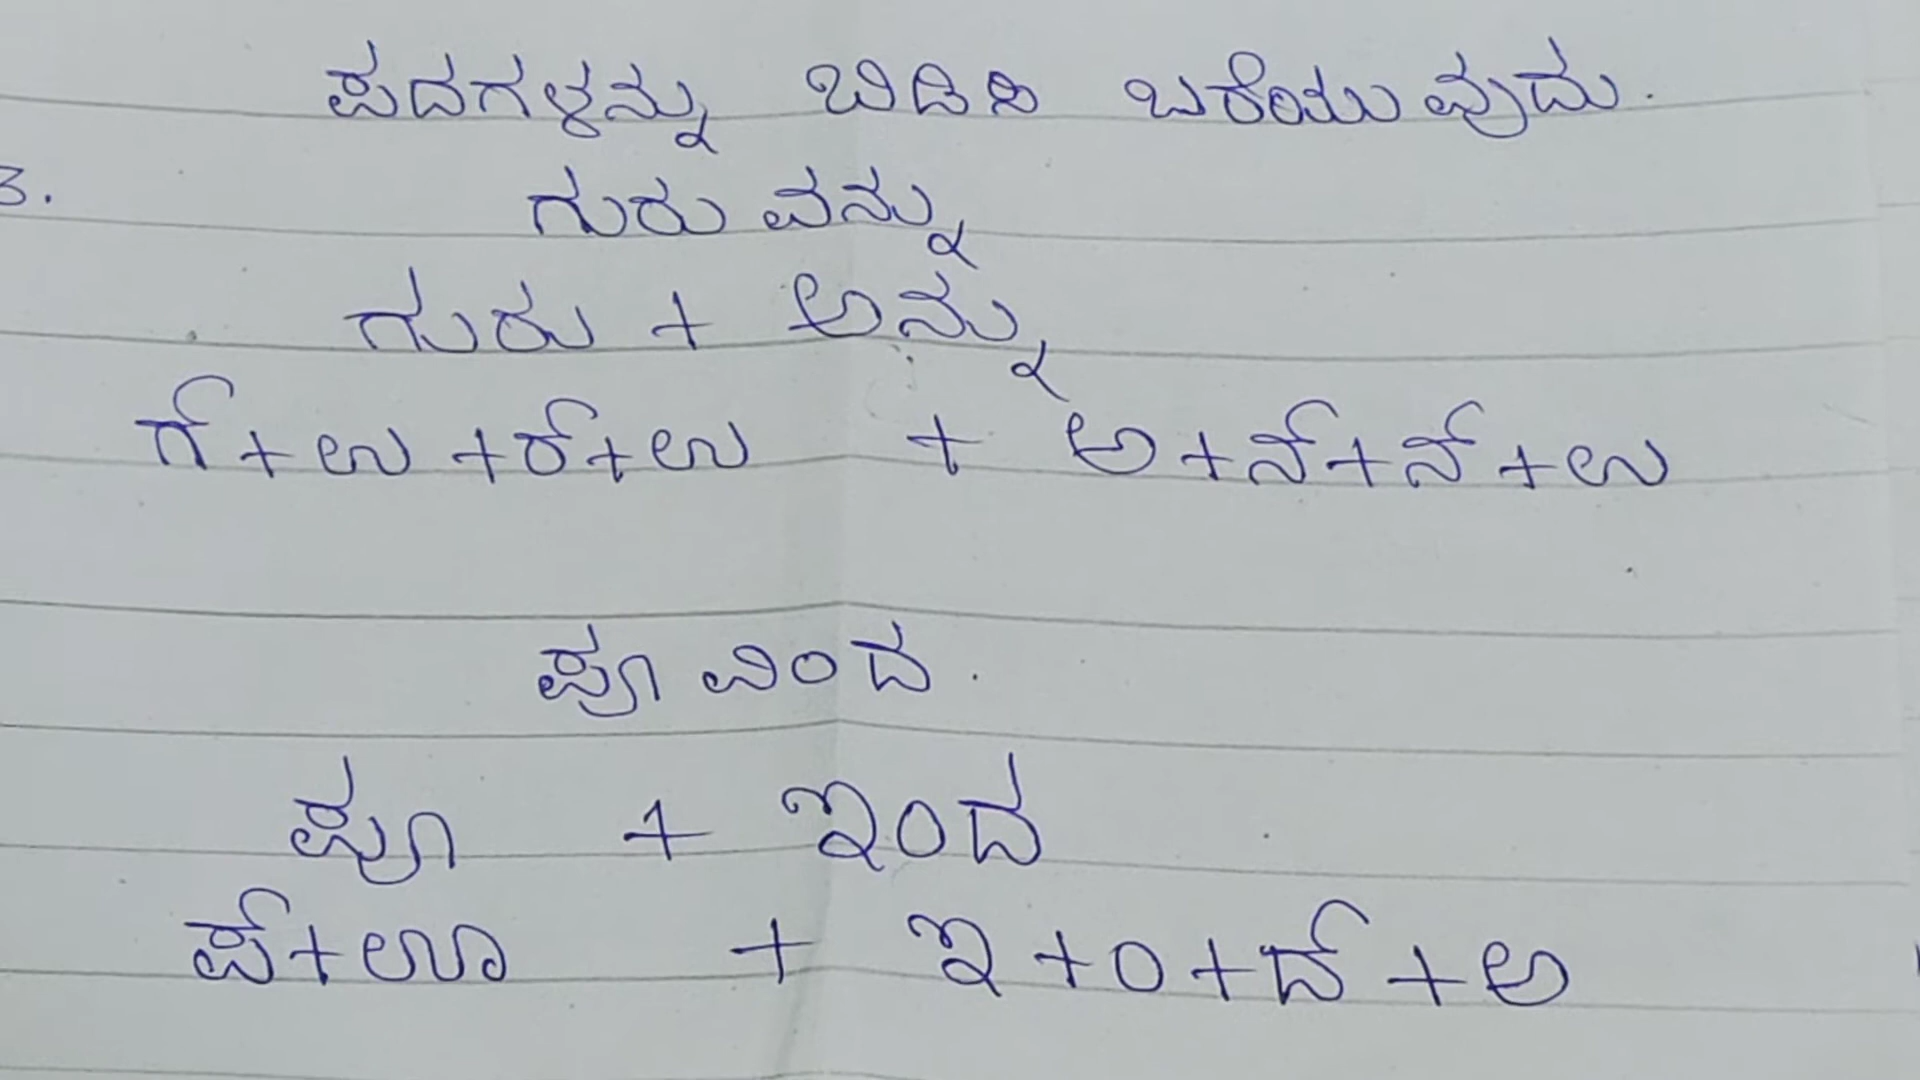 ಪದಗಳನ್ನು ಬಿಡಿಸಿ ಬರೆಯುವುದು.
3. ಗುರುವನ್ನು
ಗುರು + ಅನ್ನು
ಗ್+ಉ+ರ್+ಉ + ಅ+ನ್+ನ್+ಉ
ಪೂವಿಂದ.
ಪೂ + ಇಂದ
ಪ್+ಊ + ಇ+ಂ+ದ್+ಅ